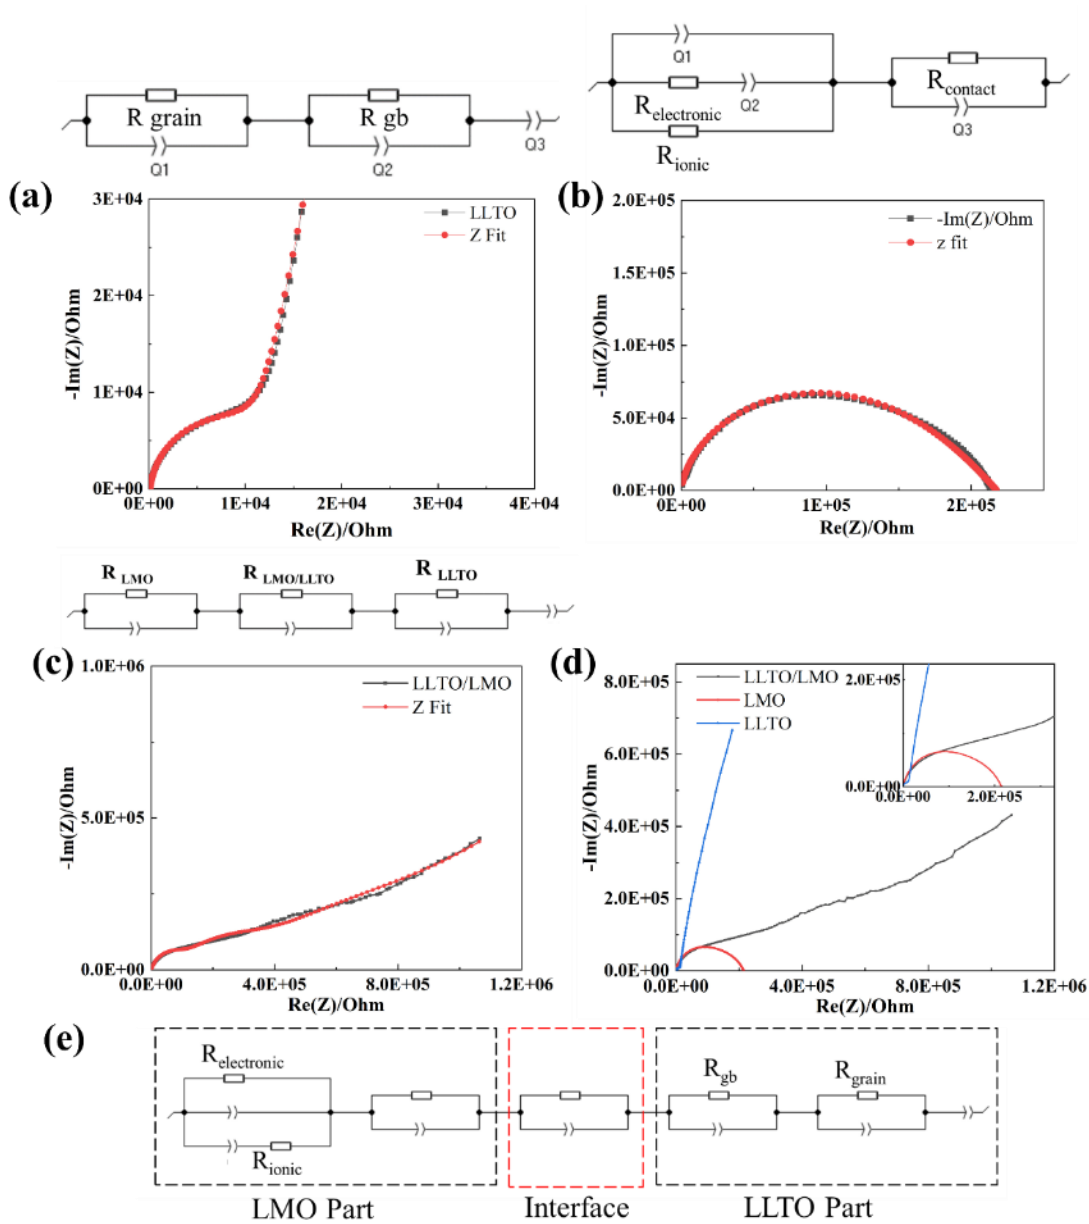 R grain
Q1
R gb
Q2
Q3
Q1
R electronic
Q2
R ionic
R contact
Q3
(a)
3E+04
2E+04
1E+04
0E+00
-Im(Z)/Ohm
LLTO
Z Fit
0E+00 1E+04 2E+04 3E+04 4E+04
Re(Z)/Ohm
(b)
2.0E+05
1.5E+05
1.0E+05
5.0E+04
0.0E+00
-Im(Z)/Ohm
-Im(Z)/Ohm
z fit
0E+00 1E+05 2E+05
Re(Z)/Ohm
R LMO
R LMO/LLTO
R LLTO
(c)
1.0E+06
5.0E+05
0.0E+00
-Im(Z)/Ohm
LLTO/LMO
Z Fit
0.0E+00 4.0E+05 8.0E+05 1.2E+06
Re(Z)/Ohm
(d)
8.0E+05
6.0E+05
4.0E+05
2.0E+05
0.0E+00
-Im(Z)/Ohm
LLTO/LMO
LMO
LLTO
2.0E+05
0.0E+00
0.0E+00 2.0E+05
0.0E+00 4.0E+05 8.0E+05 1.2E+06
Re(Z)/Ohm
(e)
R electronic
R ionic
R gb
R grain
LMO Part
Interface
LLTO Part